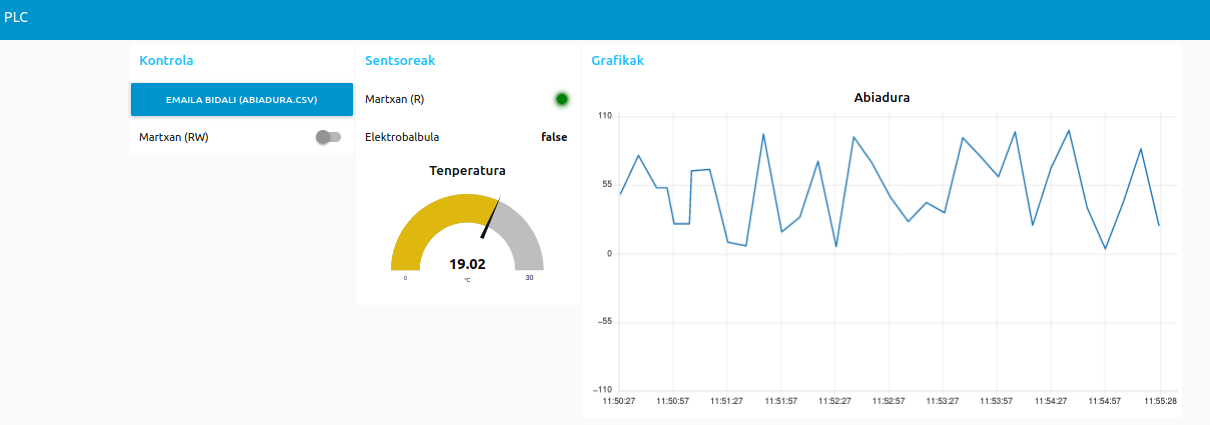 PLC
Kontrola
EMAILA BIDALI (ABIADURA.CSV)
Martxan (RW)
Sentsoreak
Martxan (R)
Elektrobalbula false
Tenperatura
19.02
0 °C 30
Grafikak
Abiadura
110
55
0
−55
−110
11:50:27 11:50:57 11:51:27 11:51:57 11:52:27 11:52:57 11:53:27 11:53:57 11:54:27 11:54:57 11:55:28